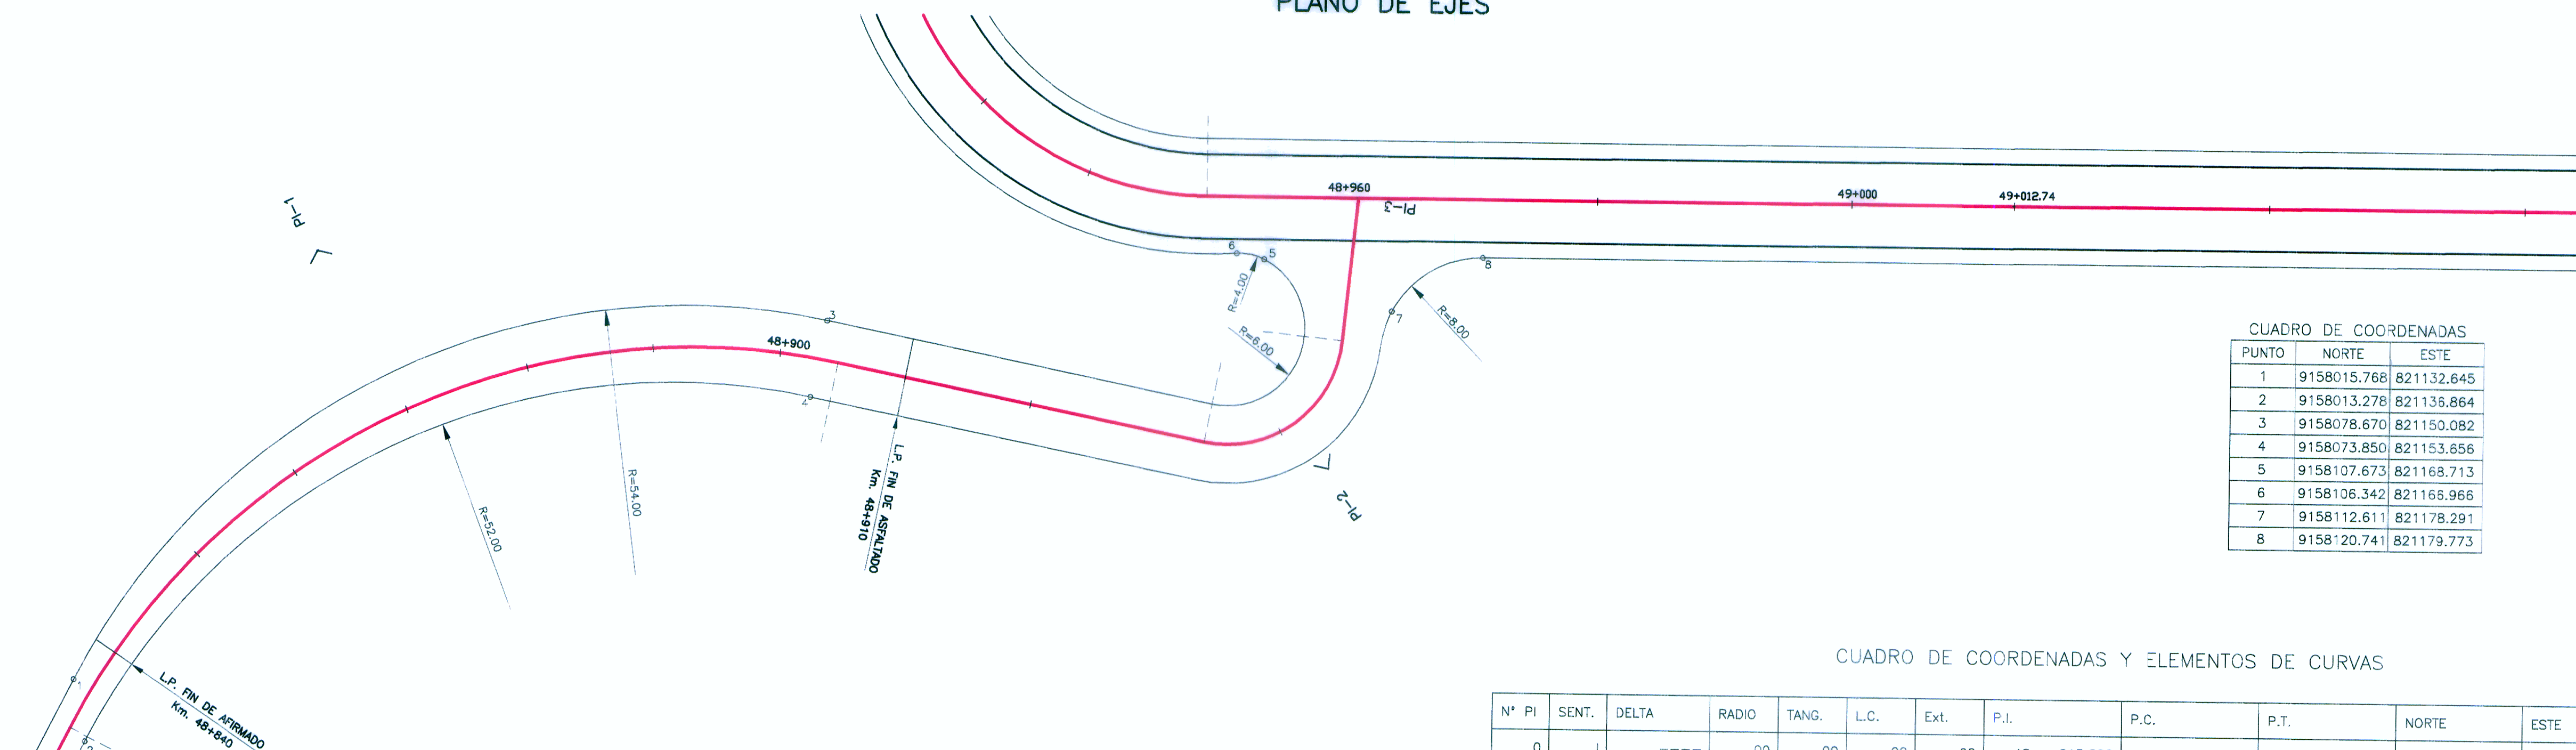 PLANO DE EJES
PI-1
48+960
PI-3
49+000
49+012.74
6
5
R=4.00
R=6.00
7
8
R=8.00
3
48+900
4
R=54.00
R=52.00
L.P. FIN DE ASFALTADO
Km. 48+910
PI-2
1
2
L.P. FIN DE AFIRMADO
Km. 48+840
CUADRO DE COORDENADAS
PUNTO NORTE ESTE
1 9158015.768 821132.645
2 9158013.278 821136.864
3 9158078.670 821150.082
4 9158073.850 821153.656
5 9158107.673 821168.713
6 9158106.342 821166.966
7 9158112.611 821178.291
8 9158120.741 821179.773
CUADRO DE COORDENADAS Y ELEMENTOS DE CURVAS
N° PI SENT. DELTA RADIO TANG. L.C. Ext. P.I. P.C. P.T. NORTE ESTE